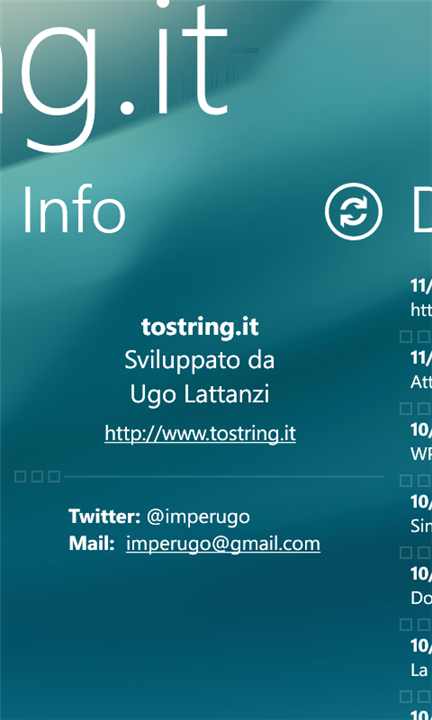 ng.it
Info
tostring.it
Sviluppato da
Ugo Lattanzi
http://www.tostring.it
Twitter: @imperugo
Mail: imperugo@gmail.com
D
11/
htt
11/
Att
10/
WP
10/
Sin
10/
Do
10/
La
10/